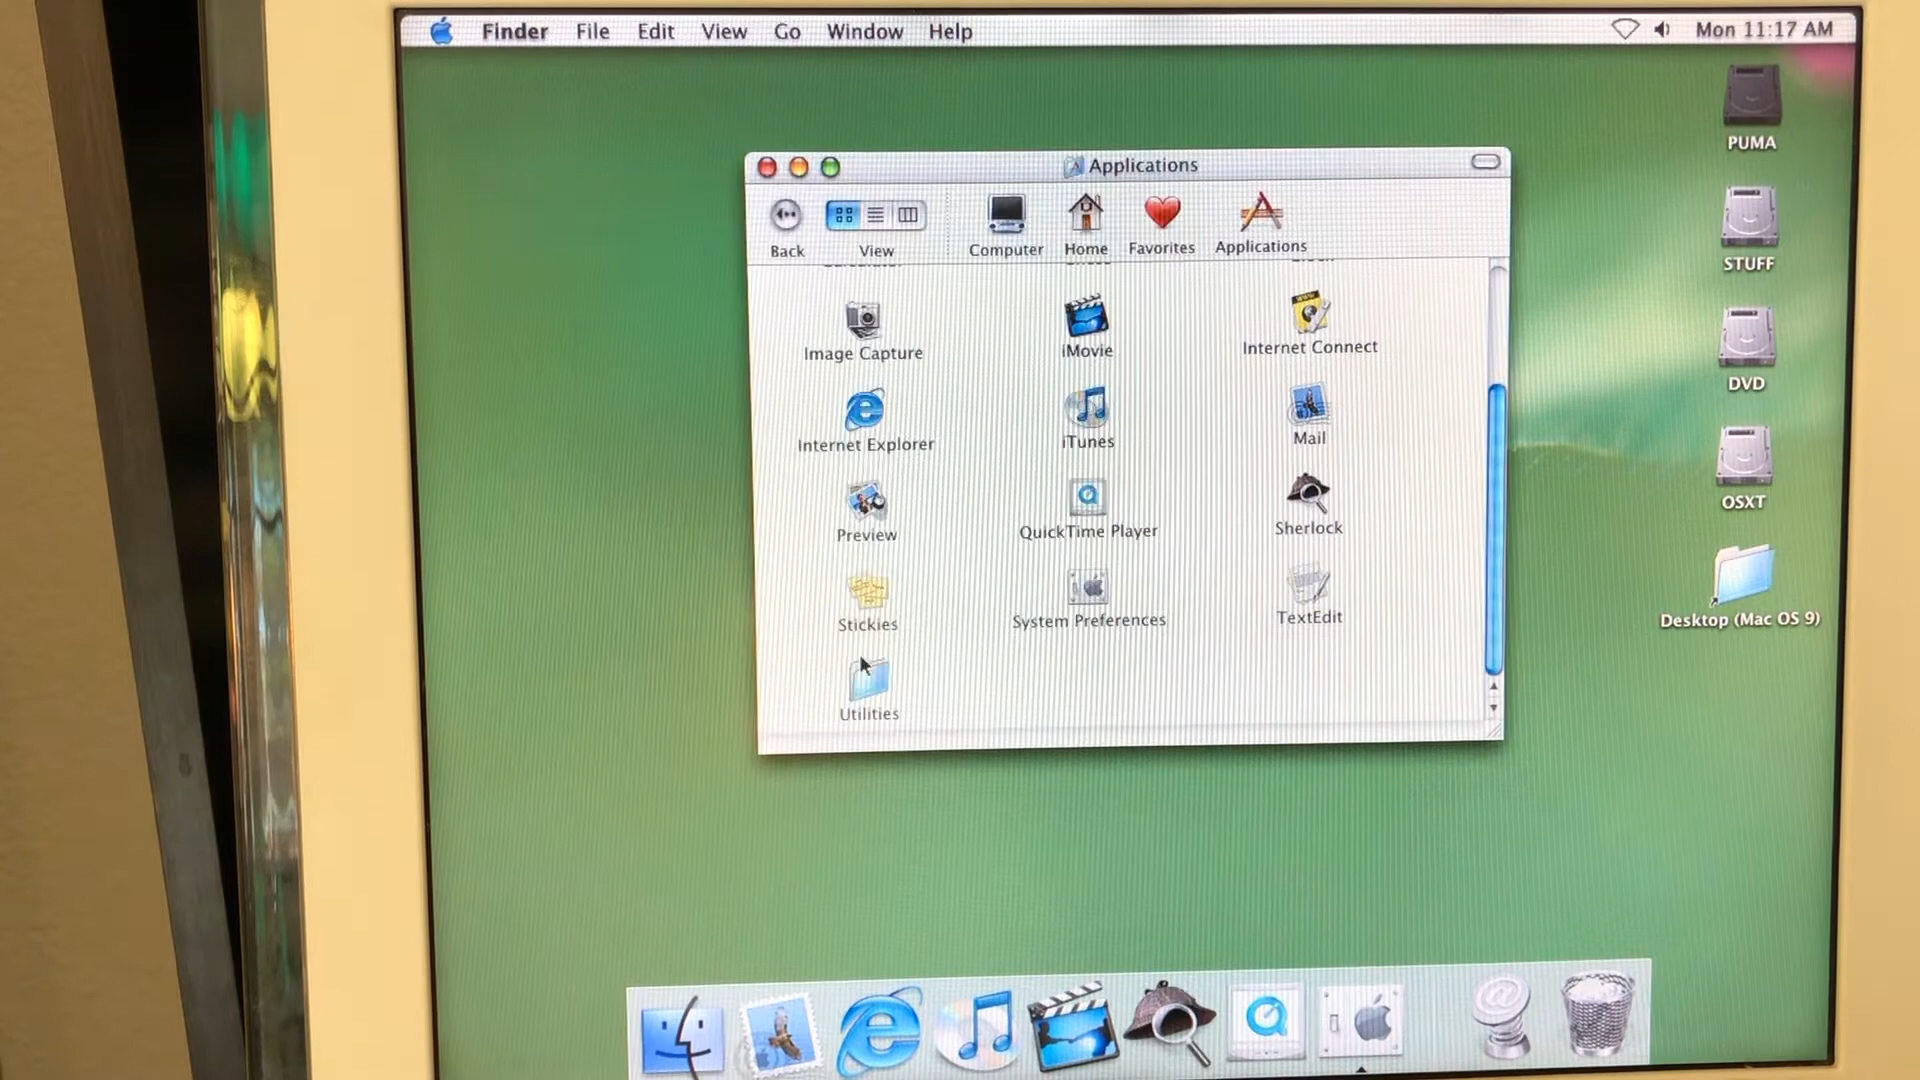 Finder File Edit View Go Window Help Mon 11:17 AM
PUMA
STUFF
DVD
OSXT
Desktop (Mac OS 9)
Applications
Back View Computer Home Favorites Applications
Image Capture iMovie Internet Connect
Internet Explorer iTunes Mail
Preview QuickTime Player Sherlock
Stickies System Preferences TextEdit
Utilities